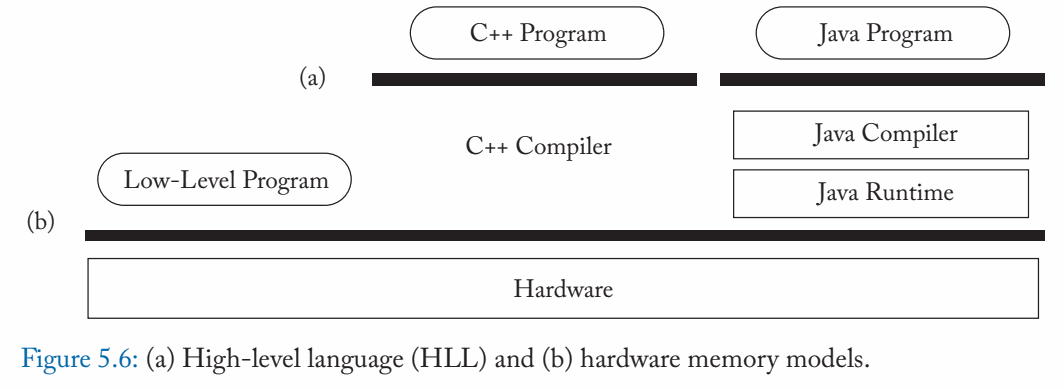 C++ Program
Java Program
(a)
C++ Compiler
Java Compiler
Low-Level Program
Java Runtime
(b)
Hardware
Figure 5.6: (a) High-level language (HLL) and (b) hardware memory models.